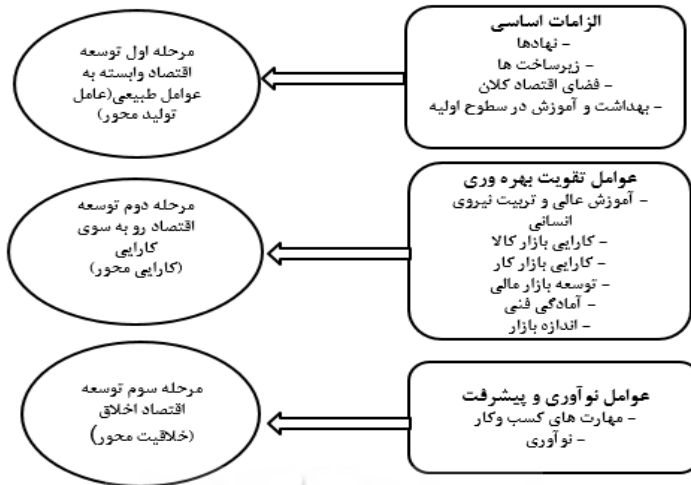 الزامات اساسی
- نهادها
- زیرساخت ها
- فضای اقتصاد کلان
- بهداشت و آموزش در سطوح اولیه
مرحله اول توسعه
اقتصاد وابسته به
عوامل طبیعی(عامل
تولید محور)
عوامل تقویت بهره وری
- آموزش عالی و تربیت نیروی
انسانی
- کارایی بازار کالا
- کارایی بازار کار
- توسعه بازار مالی
- آمادگی فنی
- اندازه بازار
مرحله دوم توسعه
اقتصاد رو به سوی
کارایی
(کارایی محور)
عوامل نوآوری و پیشرفت
- مهارت های کسب وکار
- نوآوری
مرحله سوم توسعه
اقتصاد اخلاق
(خلاقیت محور)